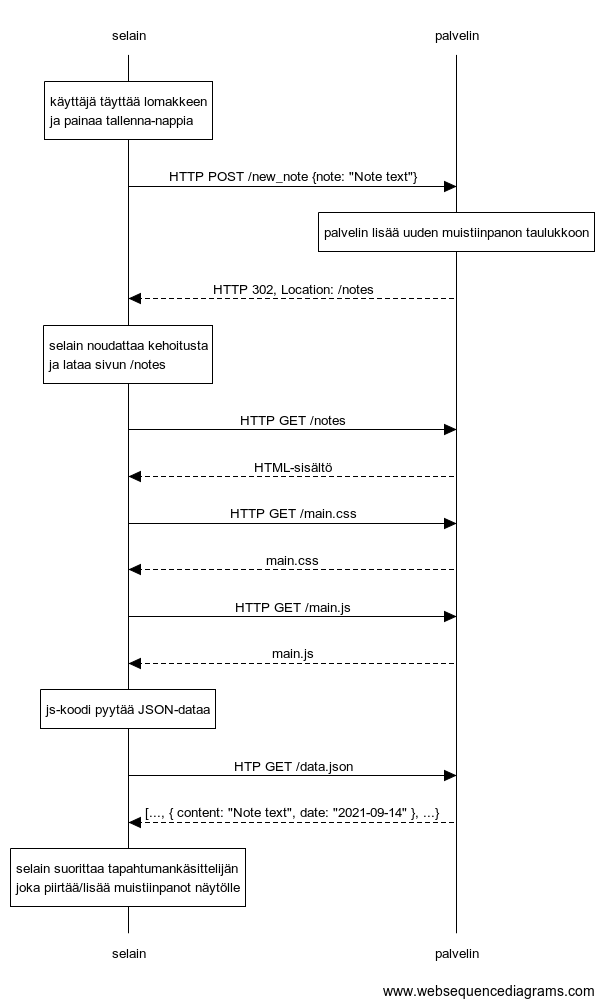 selain palvelin
käyttäjä täyttää lomakkeen
ja painaa tallenna-nappia
HTTP POST /new_note {note: "Note text"}
palvelin lisää uuden muistiinpanon taulukkoon
HTTP 302, Location: /notes
selain noudattaa kehoitusta
ja lataa sivun /notes
HTTP GET /notes
HTML-sisältö
HTTP GET /main.css
main.css
HTTP GET /main.js
main.js
js-koodi pyytää JSON-dataa
HTP GET /data.json
[..., { content: "Note text", date: "2021-09-14" }, ...}
selain suorittaa tapahtumankäsittelijän
joka piirtää/lisää muistiinpanot näytölle
selain palvelin
www.websequencediagrams.com